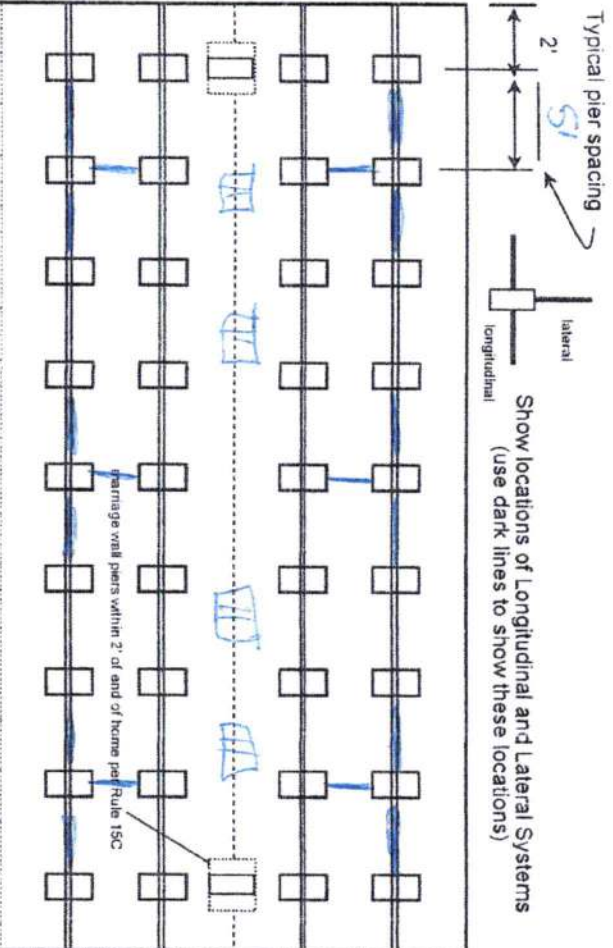 Typical pier spacing
2'
5'
lateral
longitudinal
Show locations of Longitudinal and Lateral Systems
(use dark lines to show these locations)
marriage wall piers within 2' of end of home per Rule 15C